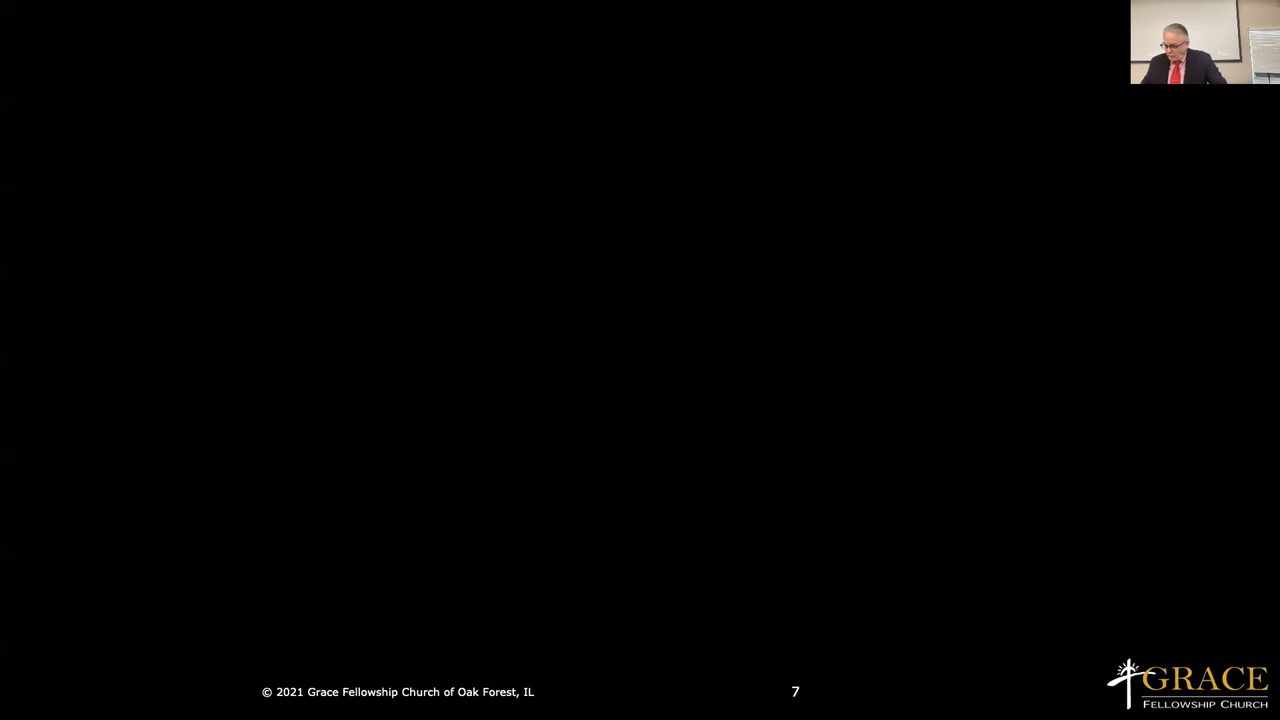 © 2021 Grace Fellowship Church of Oak Forest, IL
7
GRACE
FELLOWSHIP CHURCH